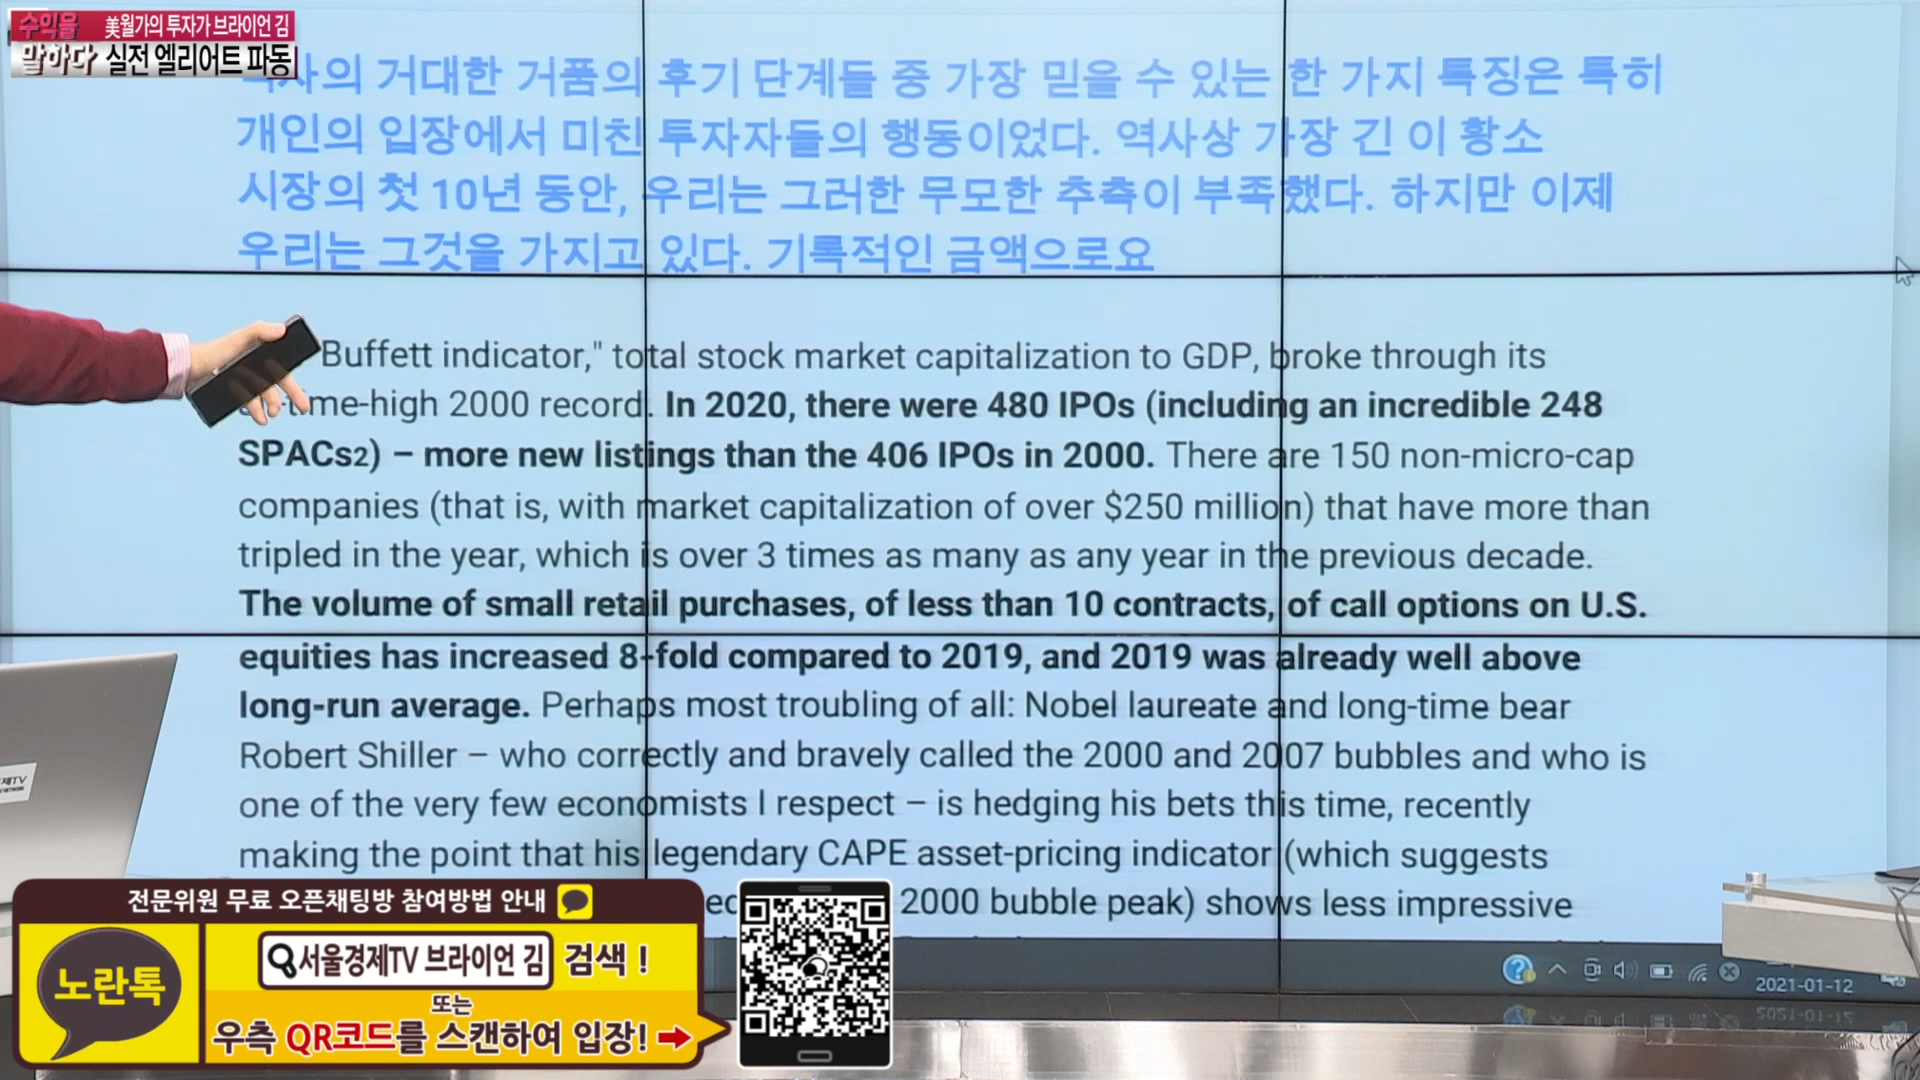 수익을 말하다
美월가의 투자가 브라이언 김
실전 엘리어트 파동
거대한 거품의 후기 단계들 중 가장 믿을 수 있는 한 가지 특징은 특히
개인의 입장에서 미친 투자자들의 행동이었다. 역사상 가장 긴 이 황소
시장의 첫 10년 동안, 우리는 그러한 무모한 추측이 부족했다. 하지만 이제
우리는 그것을 가지고 있다. 기록적인 금액으로요
Buffett indicator," total stock market capitalization to GDP, broke through its
-time-high 2000 record. In 2020, there were 480 IPOs (including an incredible 248
SPACs2) – more new listings than the 406 IPOs in 2000. There are 150 non-micro-cap
companies (that is, with market capitalization of over $250 million) that have more than
tripled in the year, which is over 3 times as many as any year in the previous decade.
The volume of small retail purchases, of less than 10 contracts, of call options on U.S.
equities has increased 8-fold compared to 2019, and 2019 was already well above
long-run average. Perhaps most troubling of all: Nobel laureate and long-time bear
Robert Shiller – who correctly and bravely called the 2000 and 2007 bubbles and who is
one of the very few economists I respect – is hedging his bets this time, recently
making the point that his legendary CAPE asset-pricing indicator (which suggests
2000 bubble peak) shows less impressive
2021-01-12
전문위원 무료 오픈채팅방 참여방법 안내
노란톡
서울경제TV 브라이언 김 검색 !
또는
우측 QR코드를 스캔하여 입장!